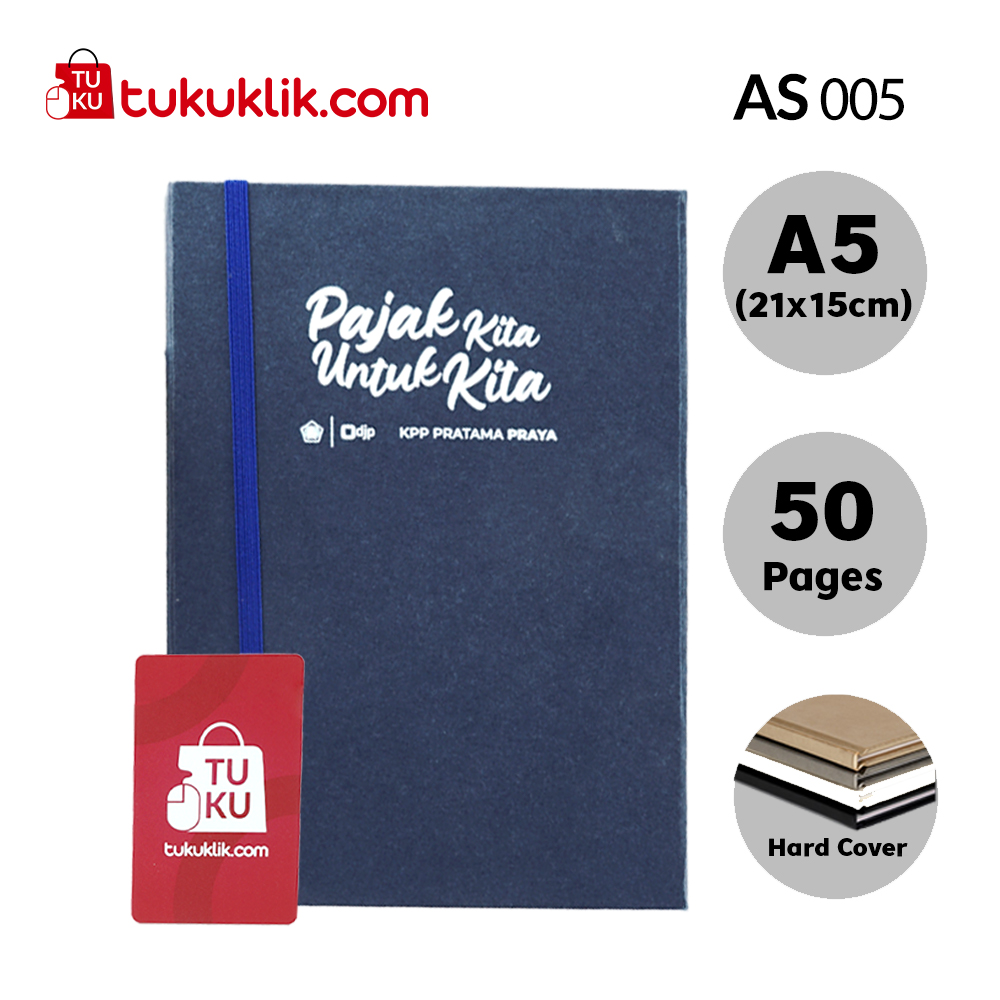 TU
KU
tukuklik.com
AS 005
A5
(21x15cm)
Pajak Kita
Untuk Kita
djp KPP PRATAMA PRAYA
50
Pages
TU
KU
tukuklik.com
Hard Cover